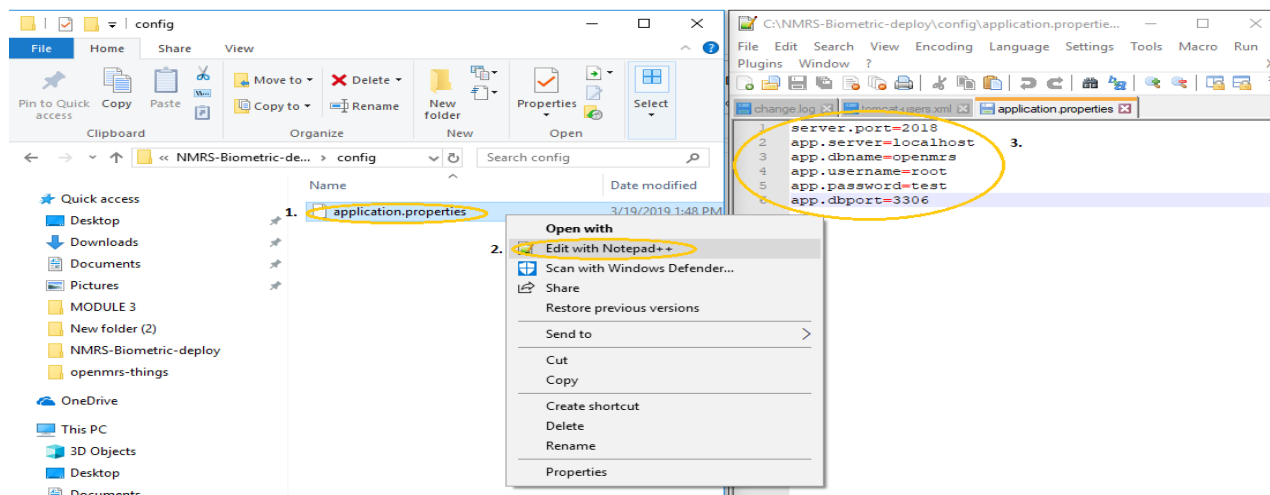 config
File Home Share View
Pin to Quick access
Copy
Paste
Clipboard
Move to
Copy to
Delete
Rename
Organize
New folder
New
Properties
Open
Select
« NMRS-Biometric-de... > config
Search config
Name
Date modified
Quick access
Desktop
Downloads
Documents
Pictures
MODULE 3
New folder (2)
NMRS-Biometric-deploy
openmrs-things
OneDrive
This PC
3D Objects
Desktop
Documents
1. application.properties 3/19/2019 1:48 PM
Open with
2. Edit with Notepad++
Scan with Windows Defender...
Share
Restore previous versions
Send to
Cut
Copy
Create shortcut
Delete
Rename
Properties
C:\NMRS-Biometric-deploy\config\application.propertie...
File Edit Search View Encoding Language Settings Tools Macro Run
Plugins Window ?
change.log tomcat-users.xml application.properties
1 server.port=2018
2 app.server=localhost 3.
3 app.dbname=openmrs
4 app.username=root
5 app.password=test
6 app.dbport=3306